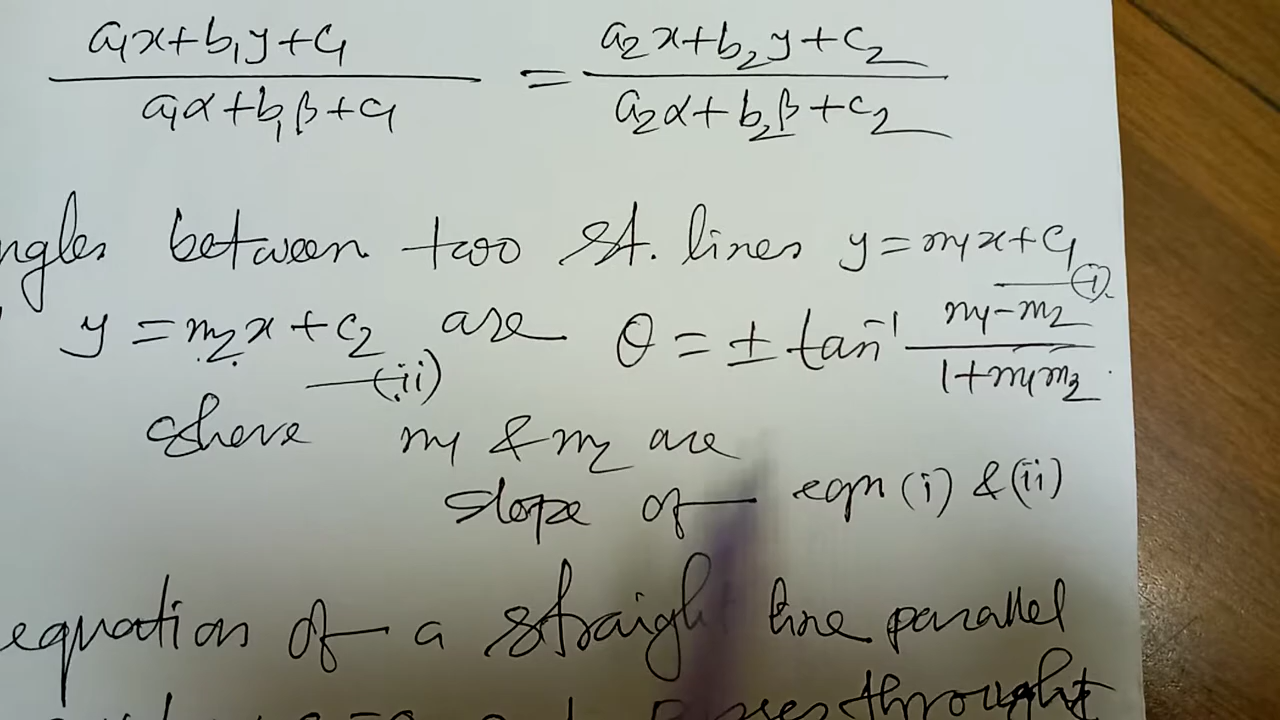 a₁x+b₁y+c₁ / a₁α+b₁β+c₁ = a₂x+b₂y+c₂ / a₂α+b₂β+c₂
ngles between two st. lines y=m₁x+c₁ —(i)
y=m₂x+c₂ —(ii) are θ=±tan⁻¹ m₁-m₂ / 1+m₁m₂
where m₁ & m₂ are
slope of eqn (i) & (ii)
equation of a straigh line parallel